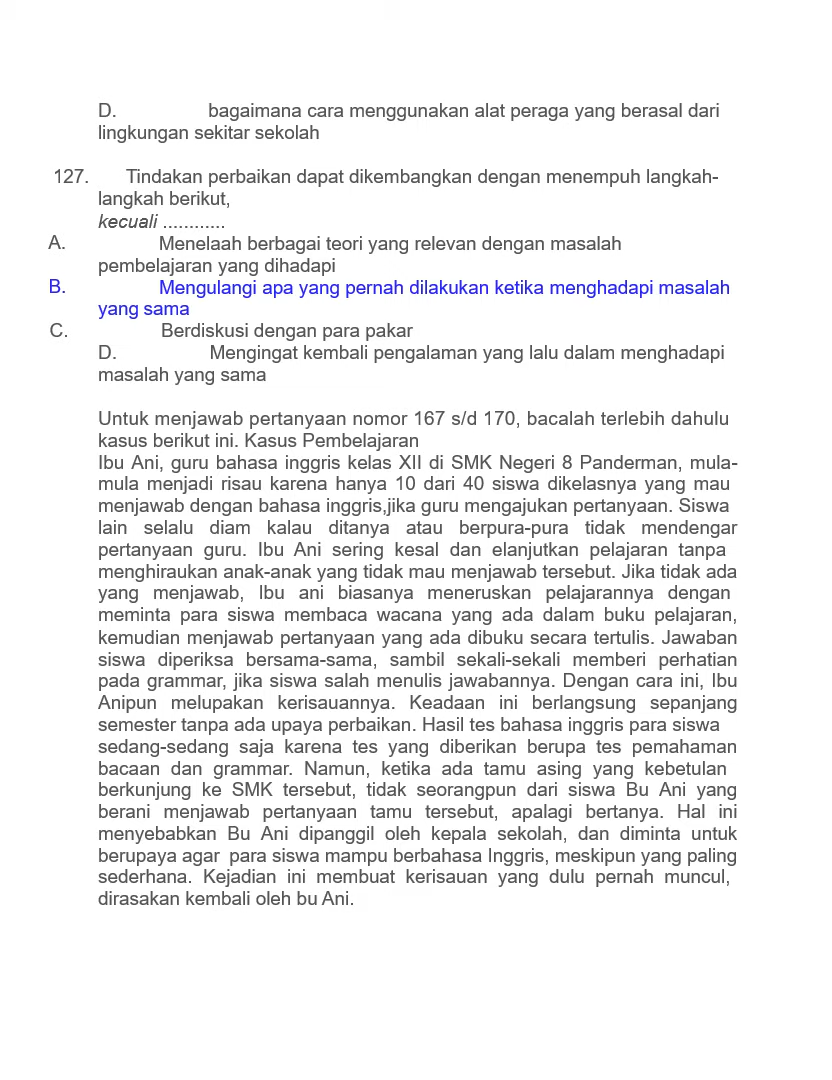 D. bagaimana cara menggunakan alat peraga yang berasal dari
lingkungan sekitar sekolah
127. Tindakan perbaikan dapat dikembangkan dengan menempuh langkah-
langkah berikut,
kecuali ............
A. Menelaah berbagai teori yang relevan dengan masalah
pembelajaran yang dihadapi
B. Mengulangi apa yang pernah dilakukan ketika menghadapi masalah
yang sama
C. Berdiskusi dengan para pakar
D. Mengingat kembali pengalaman yang lalu dalam menghadapi
masalah yang sama
Untuk menjawab pertanyaan nomor 167 s/d 170, bacalah terlebih dahulu
kasus berikut ini. Kasus Pembelajaran
Ibu Ani, guru bahasa inggris kelas XII di SMK Negeri 8 Panderman, mula-
mula menjadi risau karena hanya 10 dari 40 siswa dikelasnya yang mau
menjawab dengan bahasa inggris,jika guru mengajukan pertanyaan. Siswa
lain selalu diam kalau ditanya atau berpura-pura tidak mendengar
pertanyaan guru. Ibu Ani sering kesal dan elanjutkan pelajaran tanpa
menghiraukan anak-anak yang tidak mau menjawab tersebut. Jika tidak ada
yang menjawab, Ibu ani biasanya meneruskan pelajarannya dengan
meminta para siswa membaca wacana yang ada dalam buku pelajaran,
kemudian menjawab pertanyaan yang ada dibuku secara tertulis. Jawaban
siswa diperiksa bersama-sama, sambil sekali-sekali memberi perhatian
pada grammar, jika siswa salah menulis jawabannya. Dengan cara ini, Ibu
Anipun melupakan kerisauannya. Keadaan ini berlangsung sepanjang
semester tanpa ada upaya perbaikan. Hasil tes bahasa inggris para siswa
sedang-sedang saja karena tes yang diberikan berupa tes pemahaman
bacaan dan grammar. Namun, ketika ada tamu asing yang kebetulan
berkunjung ke SMK tersebut, tidak seorangpun dari siswa Bu Ani yang
berani menjawab pertanyaan tamu tersebut, apalagi bertanya. Hal ini
menyebabkan Bu Ani dipanggil oleh kepala sekolah, dan diminta untuk
berupaya agar para siswa mampu berbahasa Inggris, meskipun yang paling
sederhana. Kejadian ini membuat kerisauan yang dulu pernah muncul,
dirasakan kembali oleh bu Ani.